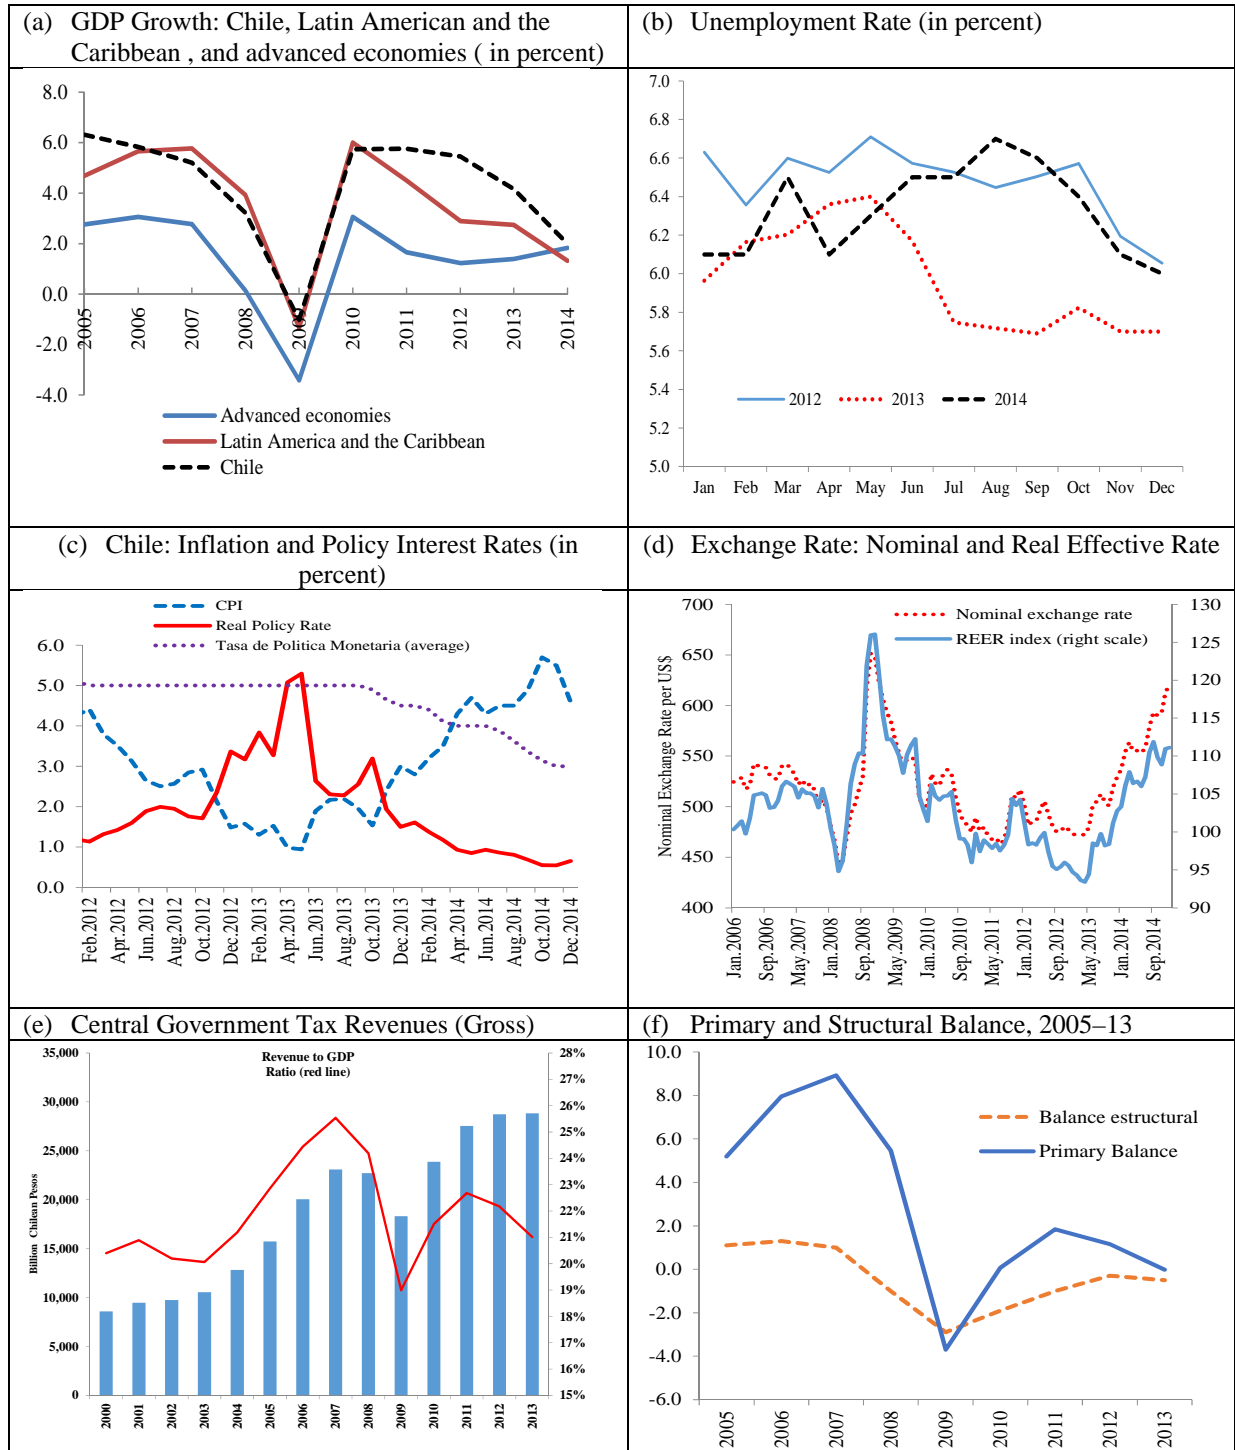 (a) GDP Growth: Chile, Latin American and the
Caribbean , and advanced economies ( in percent)
8.0
6.0
4.0
2.0
0.0
-2.0
-4.0
2005
2006
2007
2008
2009
2010
2011
2012
2013
2014
Advanced economies
Latin America and the Caribbean
Chile
(b) Unemployment Rate (in percent)
7.0
6.8
6.6
6.4
6.2
6.0
5.8
5.6
5.4
5.2
5.0
2012
2013
2014
Jan
Feb
Mar
Apr
May
Jun
Jul
Aug
Sep
Oct
Nov
Dec
(c) Chile: Inflation and Policy Interest Rates (in
percent)
CPI
Real Policy Rate
Tasa de Politica Monetaria (average)
6.0
5.0
4.0
3.0
2.0
1.0
0.0
Feb.2012
Apr.2012
Jun.2012
Aug.2012
Oct.2012
Dec.2012
Feb.2013
Apr.2013
Jun.2013
Aug.2013
Oct.2013
Dec.2013
Feb.2014
Apr.2014
Jun.2014
Aug.2014
Oct.2014
Dec.2014
(d) Exchange Rate: Nominal and Real Effective Rate
Nominal exchange rate
REER index (right scale)
Nominal Exchange Rate per US$
700
650
600
550
500
450
400
130
125
120
115
110
105
100
95
90
Jan.2006
Sep.2006
May.2007
Jan.2008
Sep.2008
May.2009
Jan.2010
Sep.2010
May.2011
Jan.2012
Sep.2012
May.2013
Jan.2014
Sep.2014
(e) Central Government Tax Revenues (Gross)
Revenue to GDP
Ratio (red line)
Billion Chilean Pesos
35,000
30,000
25,000
20,000
15,000
10,000
5,000
0
28%
27%
26%
25%
24%
23%
22%
21%
20%
19%
18%
17%
16%
15%
2000
2001
2002
2003
2004
2005
2006
2007
2008
2009
2010
2011
2012
2013
(f) Primary and Structural Balance, 2005–13
10.0
8.0
6.0
4.0
2.0
0.0
-2.0
-4.0
-6.0
Balance estructural
Primary Balance
2005
2006
2007
2008
2009
2010
2011
2012
2013